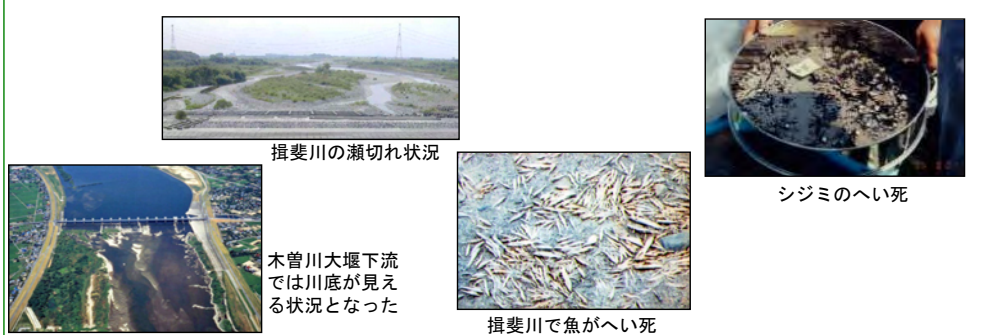 揖斐川の瀬切れ状況
シジミのへい死
木曽川大堰下流
では川底が見え
る状況となった
揖斐川で魚がへい死